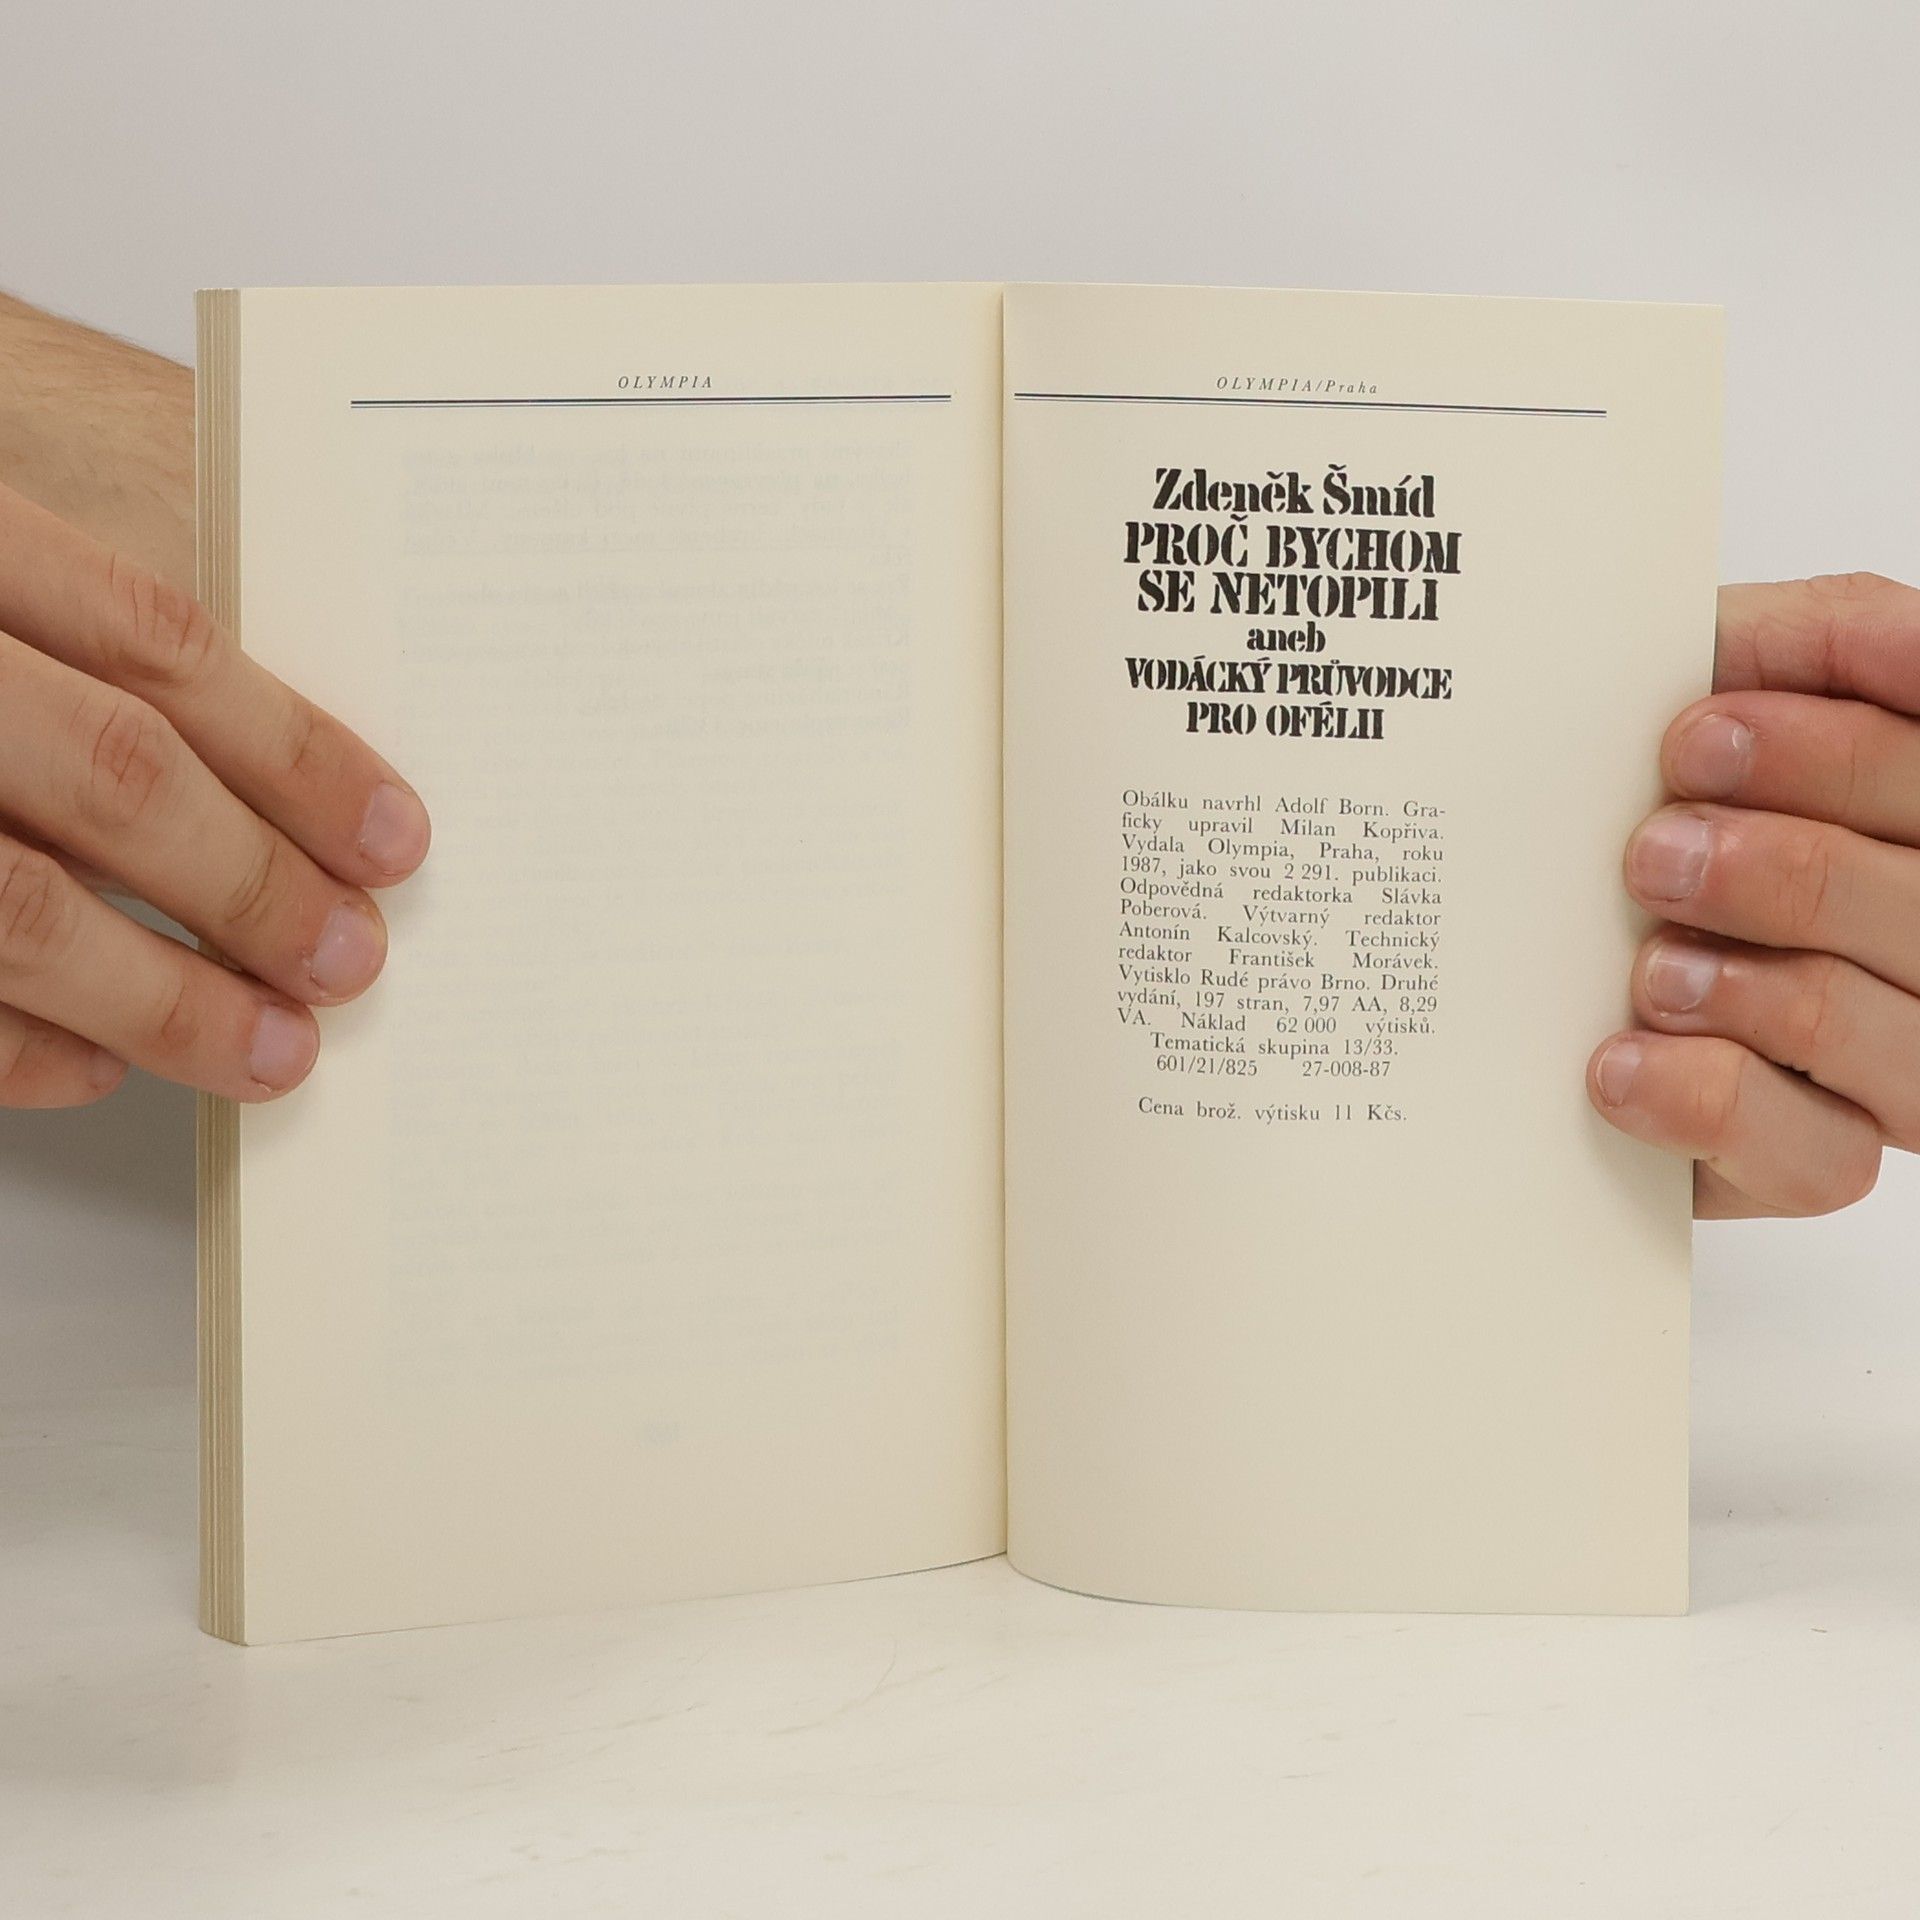 OLYMPIA
OLYMPIA/Praha
Zdeněk Šmíd
PROČ BYCHOM
SE NETOPILI
aneb
VODÁCKÝ PRŮVODCE
PRO OFÉLII
Obálku navrhl Adolf Born. Gra-
ficky upravil Milan Kopřiva.
Vydala Olympia, Praha, roku
1987, jako svou 2 291. publikaci.
Odpovědná redaktorka Slávka
Poberová. Výtvarný redaktor
Antonín Kalcovský. Technický
redaktor František Morávek.
Vytisklo Rudé právo Brno. Druhé
vydání, 197 stran, 7,97 AA, 8,29
VA. Náklad 62 000 výtisků.
Tematická skupina 13/33.
601/21/825 27-008-87
Cena brož. výtisku 11 Kčs.